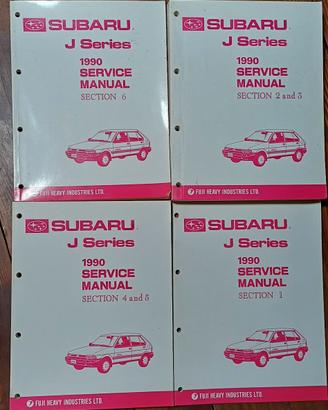 SUBARU
J Series
1990
SERVICE
MANUAL
SECTION 6
FUJI HEAVY INDUSTRIES LTD.
SUBARU
J Series
1990
SERVICE
MANUAL
SECTION 2 and 3
FUJI HEAVY INDUSTRIES LTD.
SUBARU
J Series
1990
SERVICE
MANUAL
SECTION 4 and 5
FUJI HEAVY INDUSTRIES LTD.
SUBARU
J Series
1990
SERVICE
MANUAL
SECTION 1
FUJI HEAVY INDUSTRIES LTD.